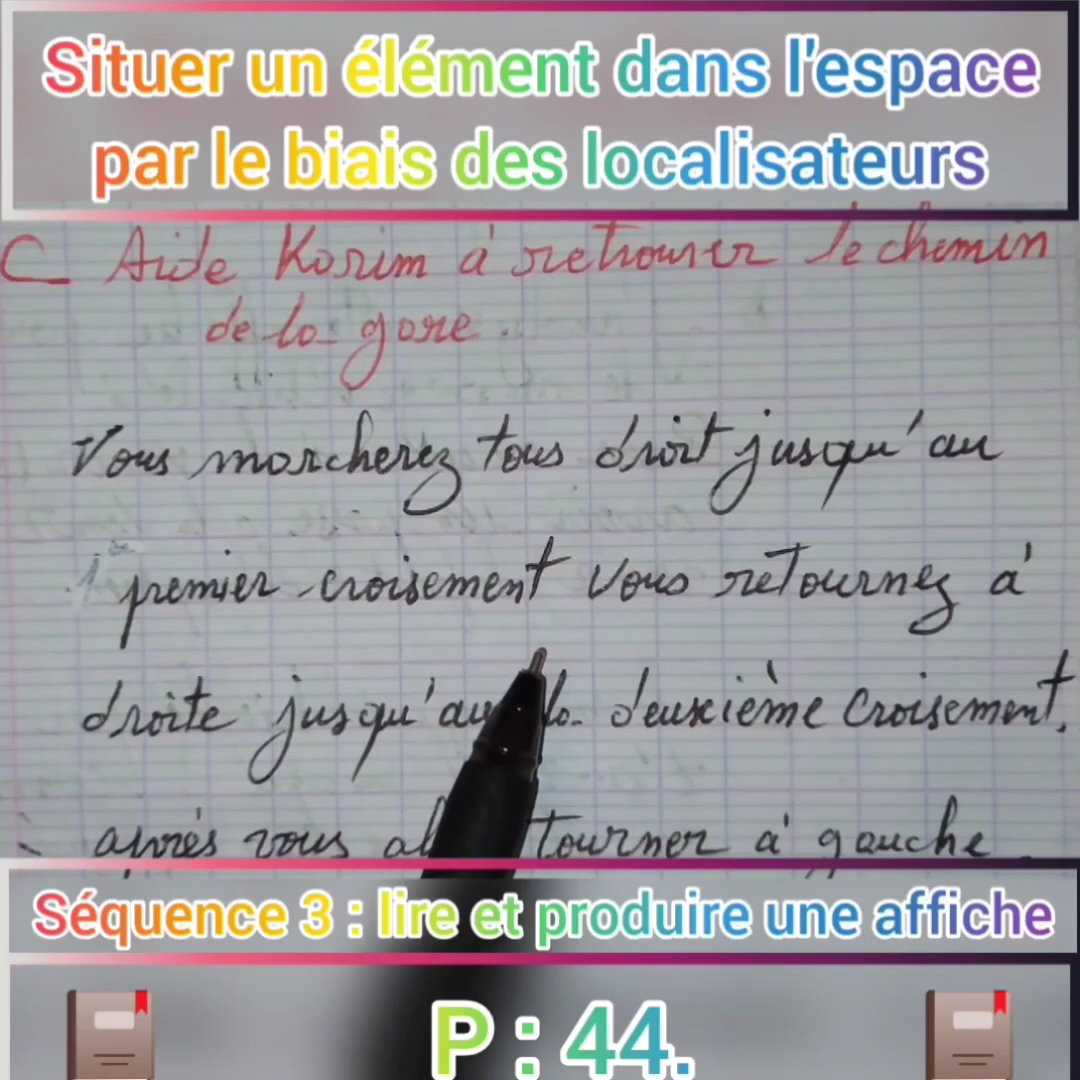 Situer un élément dans l'espace
par le biais des localisateurs
C_ Aide Karim à retrouver le chemin
de la gare.
Vous marcherez tous droit jusqu'au
premier croisement vous retournez à
droite jusqu'au la deuxième croisement.
après vous tourner à gauche
Séquence 3 : lire et produire une affiche
P : 44.